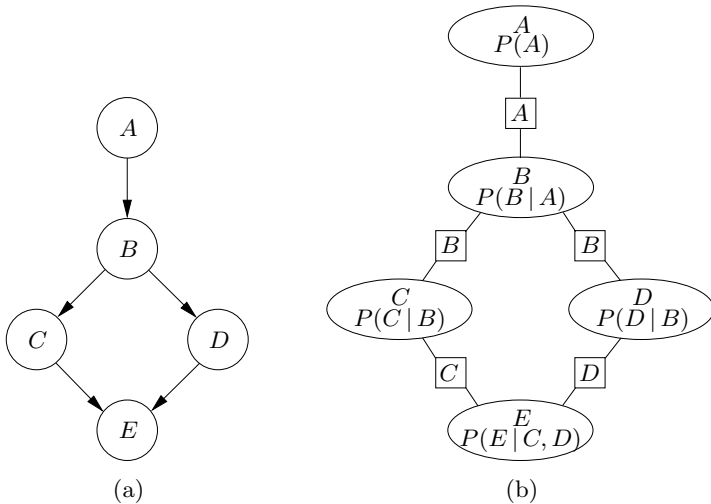 A
B
C
D
E
(a)
A
P(A)
A
B
P(B | A)
B
B
C
P(C | B)
D
P(D | B)
C
D
E
P(E | C, D)
(b)